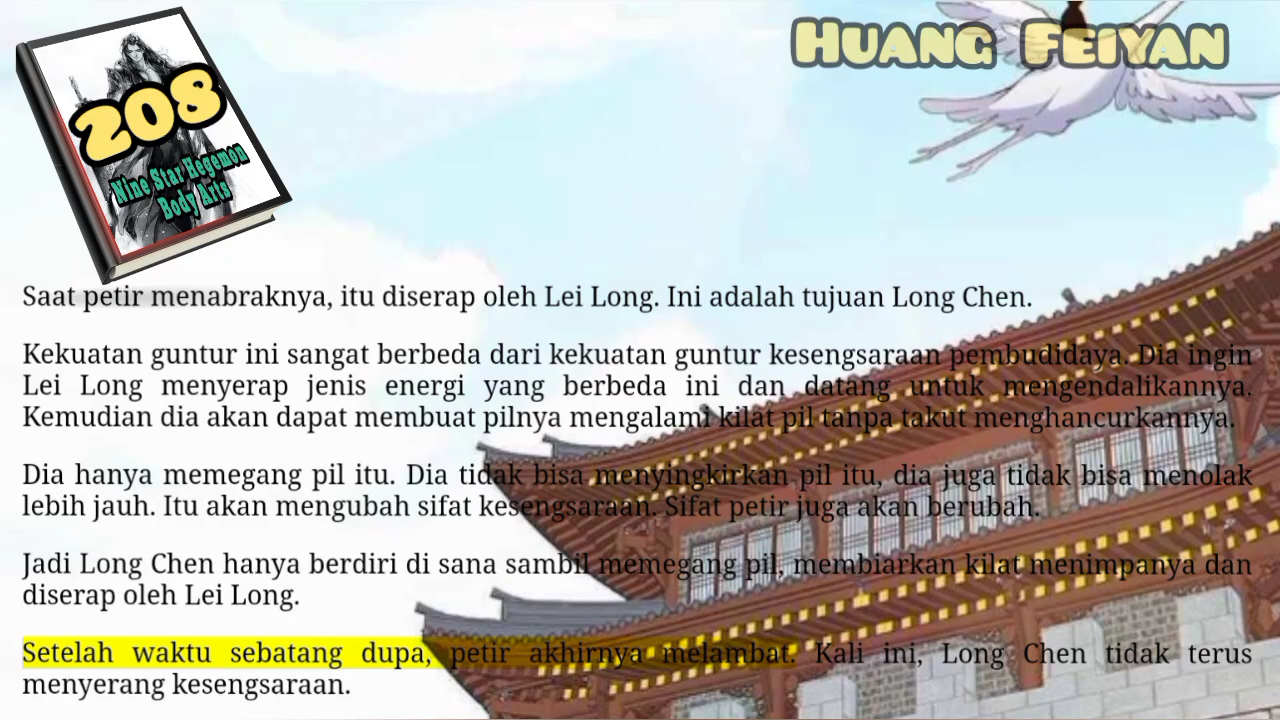 HUANG FEIYAN
208
Nine Star Hegemon
Body Arts
Saat petir menabraknya, itu diserap oleh Lei Long. Ini adalah tujuan Long Chen.
Kekuatan guntur ini sangat berbeda dari kekuatan guntur kesengsaraan pembudidaya. Dia ingin
Lei Long menyerap jenis energi yang berbeda ini dan datang untuk mengendalikannya.
Kemudian dia akan dapat membuat pilnya mengalami kilat pil tanpa takut menghancurkannya.
Dia hanya memegang pil itu. Dia tidak bisa menyingkirkan pil itu, dia juga tidak bisa menolak
lebih jauh. Itu akan mengubah sifat kesengsaraan. Sifat petir juga akan berubah.
Jadi Long Chen hanya berdiri di sana sambil memegang pil, membiarkan kilat menimpanya dan
diserap oleh Lei Long.
Setelah waktu sebatang dupa, petir akhirnya melambat. Kali ini, Long Chen tidak terus
menyerang kesengsaraan.